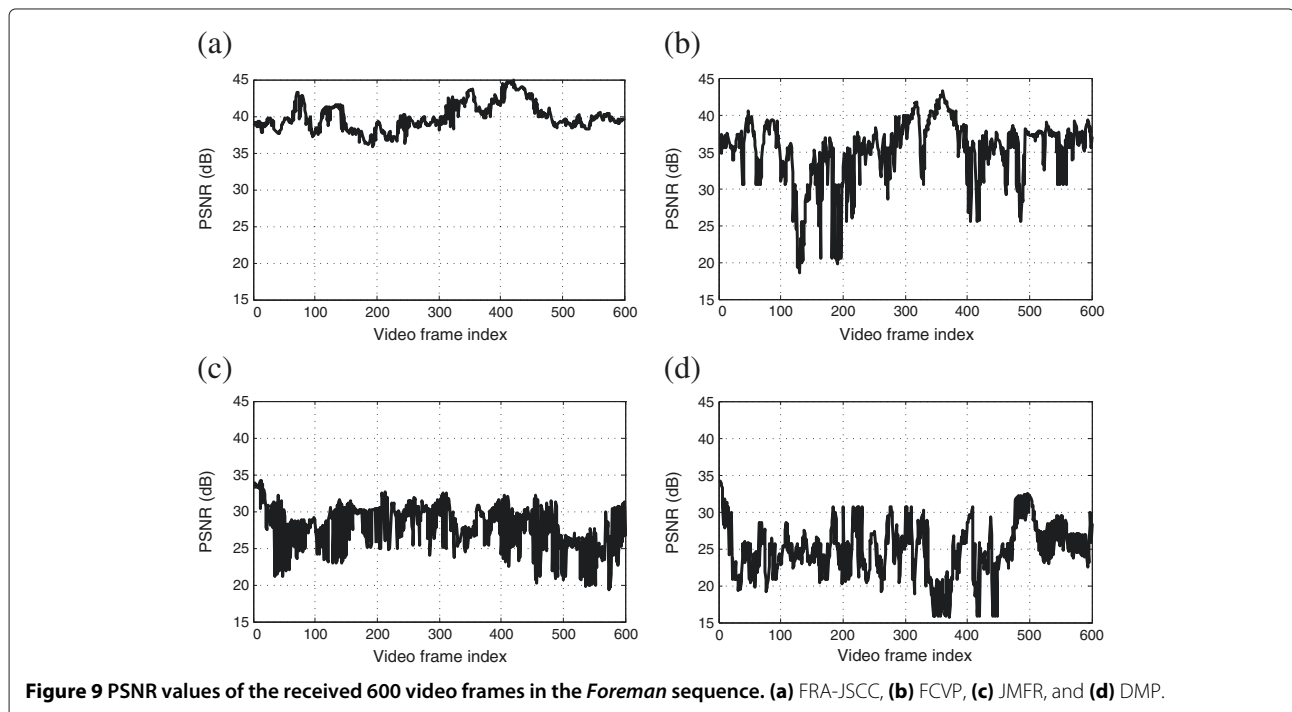 (a)
(b)
45
40
35
30
25
20
15
PSNR (dB)
0 100 200 300 400 500 600
Video frame index
45
40
35
30
25
20
15
PSNR (dB)
0 100 200 300 400 500 600
Video frame index
(c)
(d)
45
40
35
30
25
20
15
PSNR (dB)
0 100 200 300 400 500 600
Video frame index
45
40
35
30
25
20
15
PSNR (dB)
0 100 200 300 400 500 600
Video frame index
Figure 9 PSNR values of the received 600 video frames in the Foreman sequence. (a) FRA-JSCC, (b) FCVP, (c) JMFR, and (d) DMP.